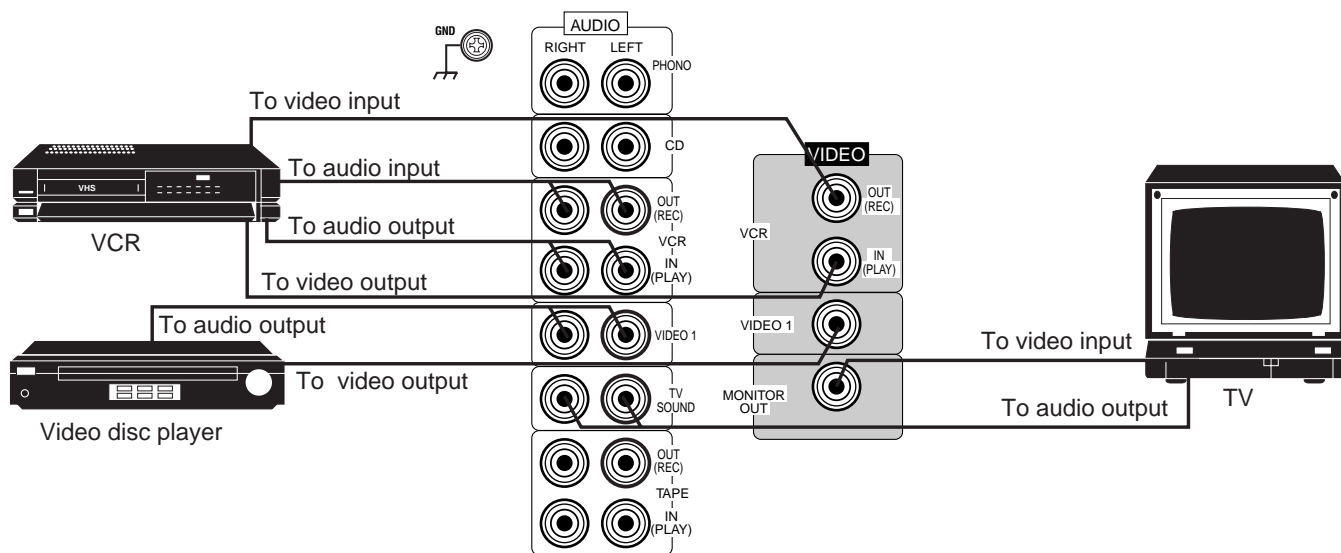 GND
AUDIO
RIGHT LEFT
PHONO
To video input
CD
VIDEO
To audio input
VHS
OUT
(REC)
OUT
(REC)
To audio output
VCR
VCR
VCR
IN
(PLAY)
IN
(PLAY)
To video output
To audio output
VIDEO 1
VIDEO 1
To video input
To video output
TV
SOUND
MONITOR
OUT
TV
To audio output
Video disc player
OUT
(REC)
TAPE
IN
(PLAY)